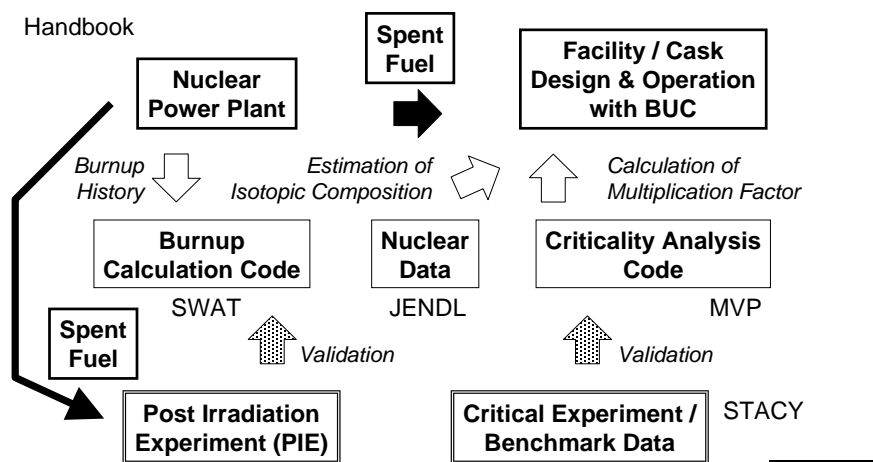 Handbook
Spent
Fuel
Nuclear
Power Plant
Facility / Cask
Design & Operation
with BUC
Burnup
History
Estimation of
Isotopic Composition
Calculation of
Multiplication Factor
Burnup
Calculation Code
Nuclear
Data
Criticality Analysis
Code
SWAT
JENDL
MVP
Spent
Fuel
Validation
Validation
Post Irradiation
Experiment (PIE)
Critical Experiment /
Benchmark Data
STACY